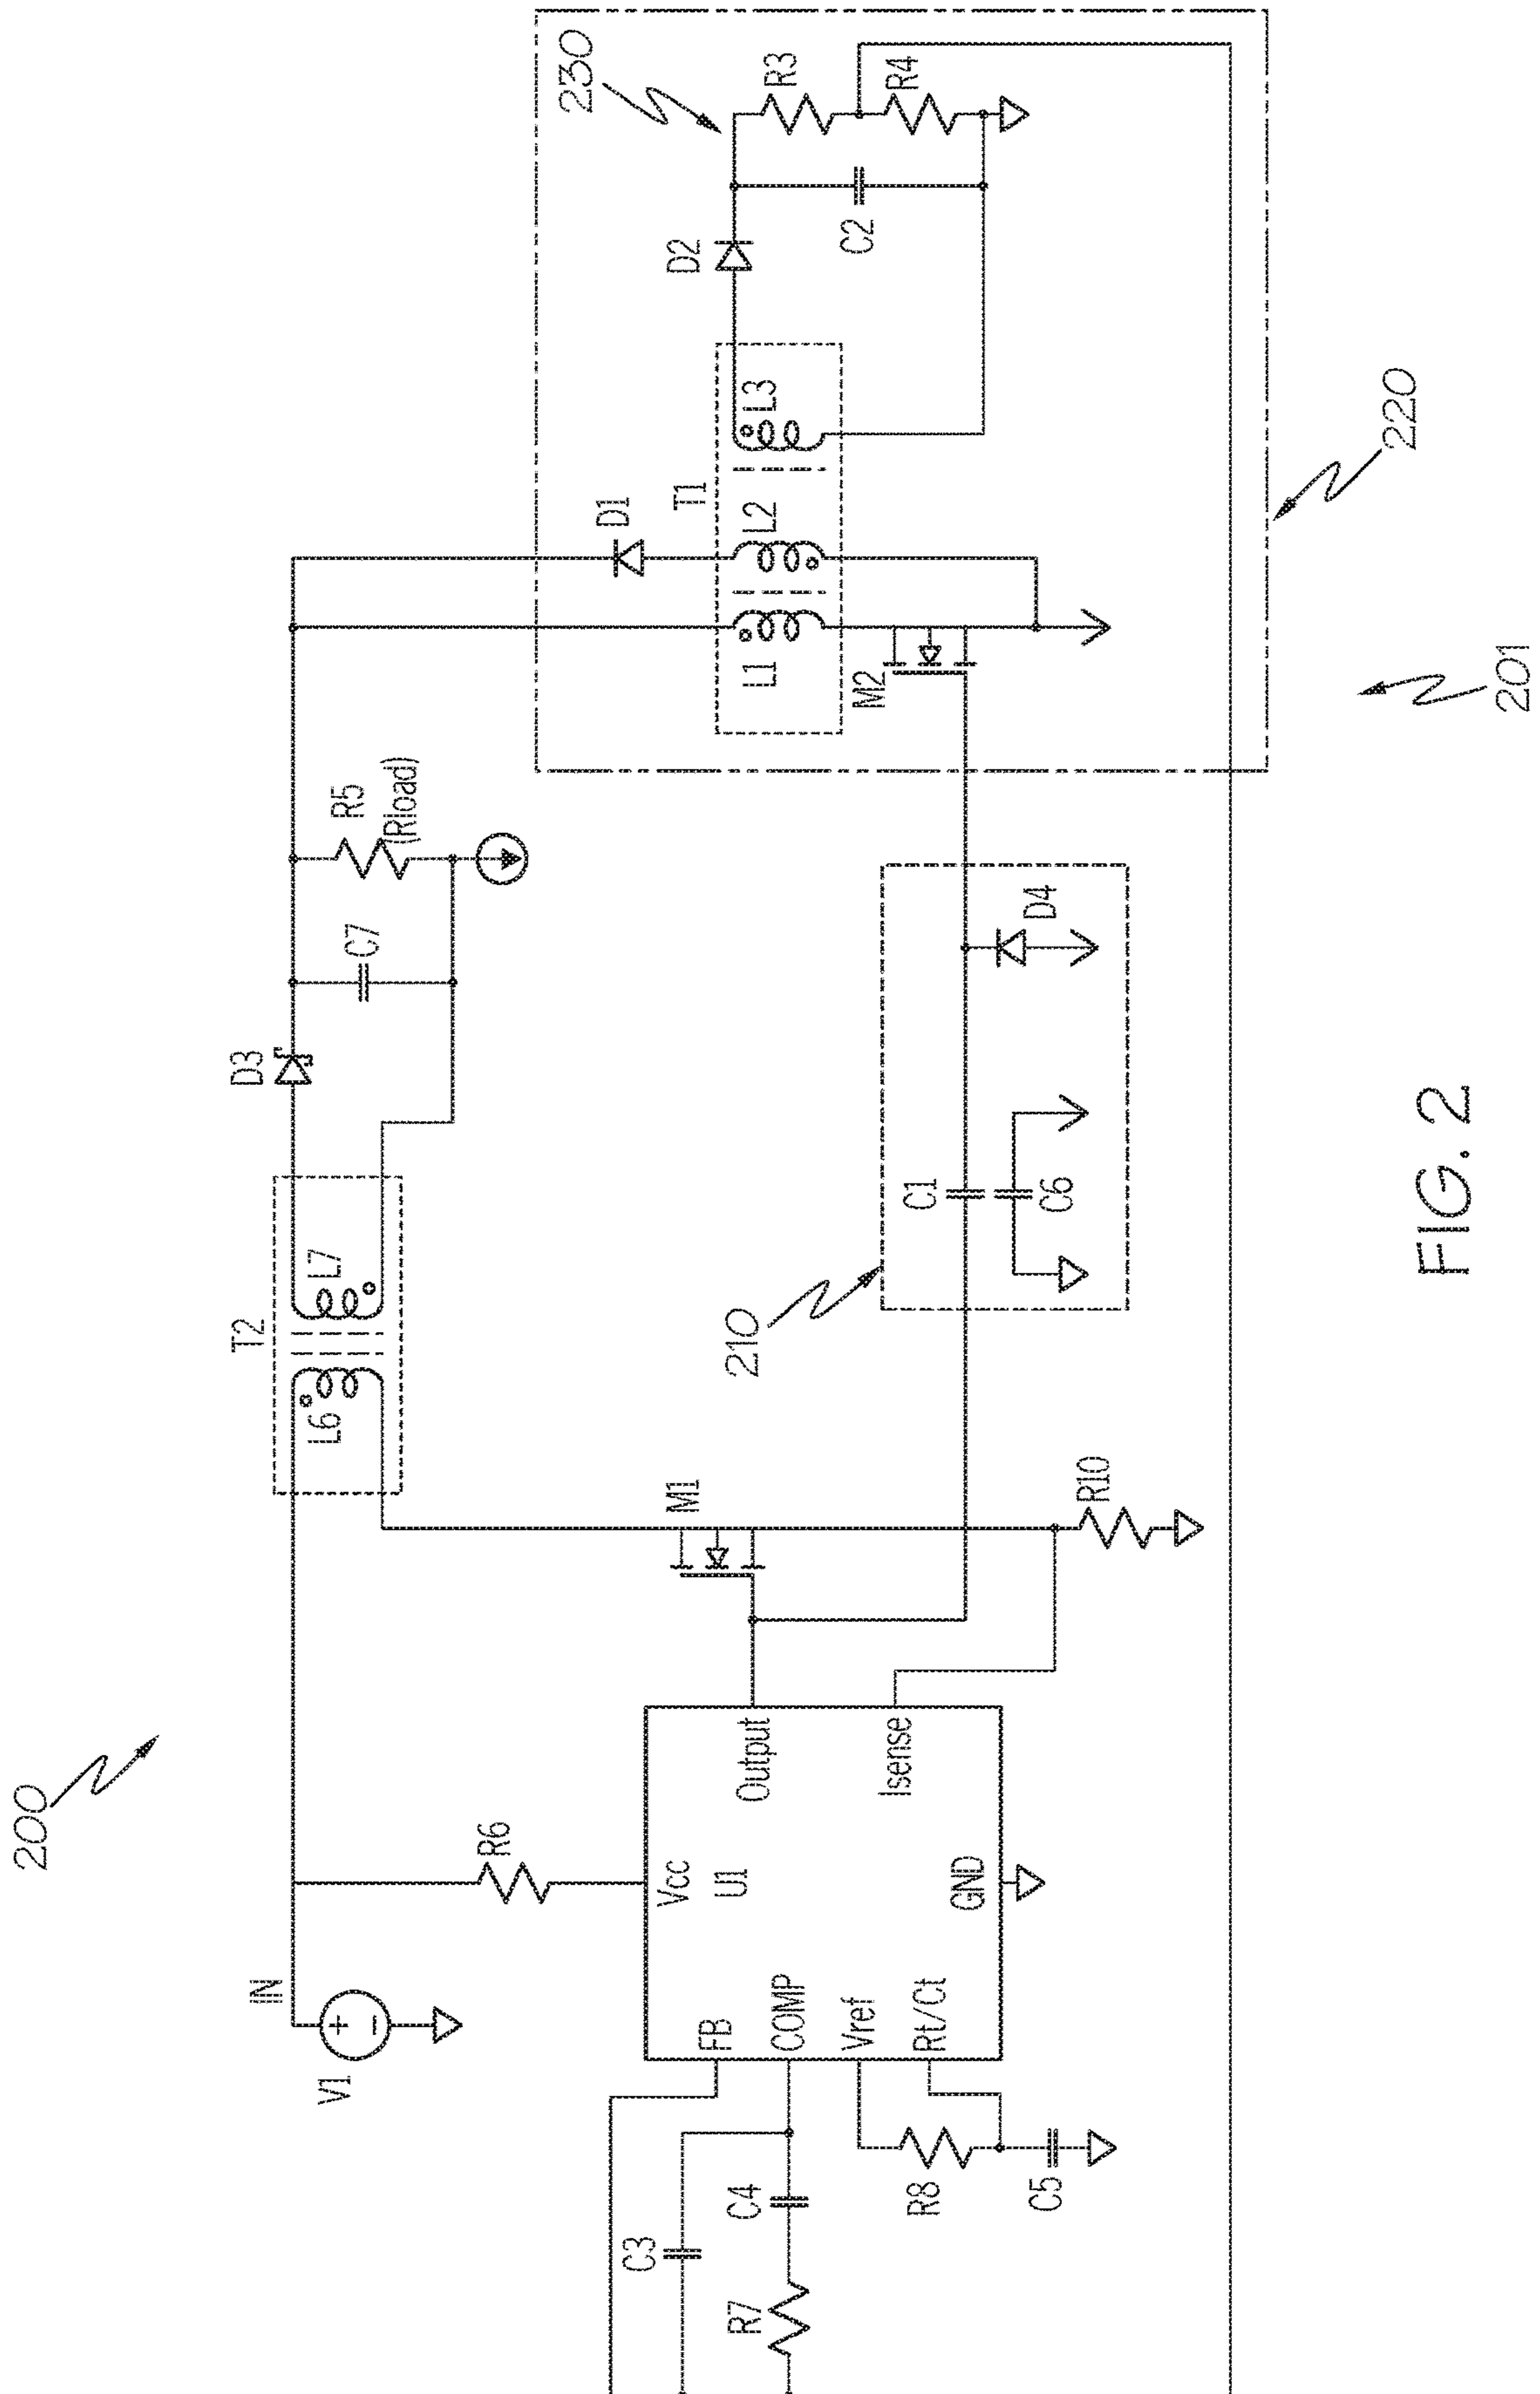 200
T2
L6
L7
D3
C7
R5
(Rload)
IN
V1
+
−
R6
M1
Vcc
U1
Output
Isense
GND
FB
COMP
Vref
Rt/Ct
C3
C4
R7
R8
C5
R10
210
C1
C6
D4
D1
T1
L1
L2
L3
M2
D2
C2
R3
R4
230
220
201
FIG. 2